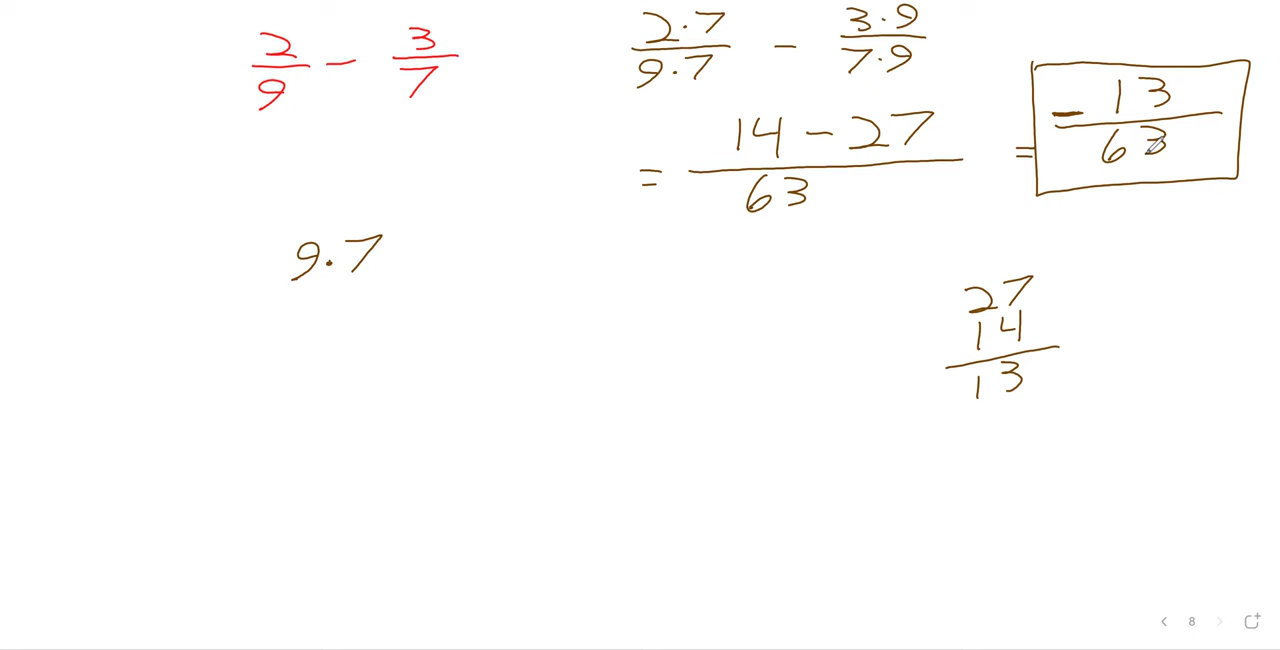 2/9 - 3/7
2·7/9·7 - 3·9/7·9
= 14 - 27/63
= -13/63
9·7
27
14
13
8